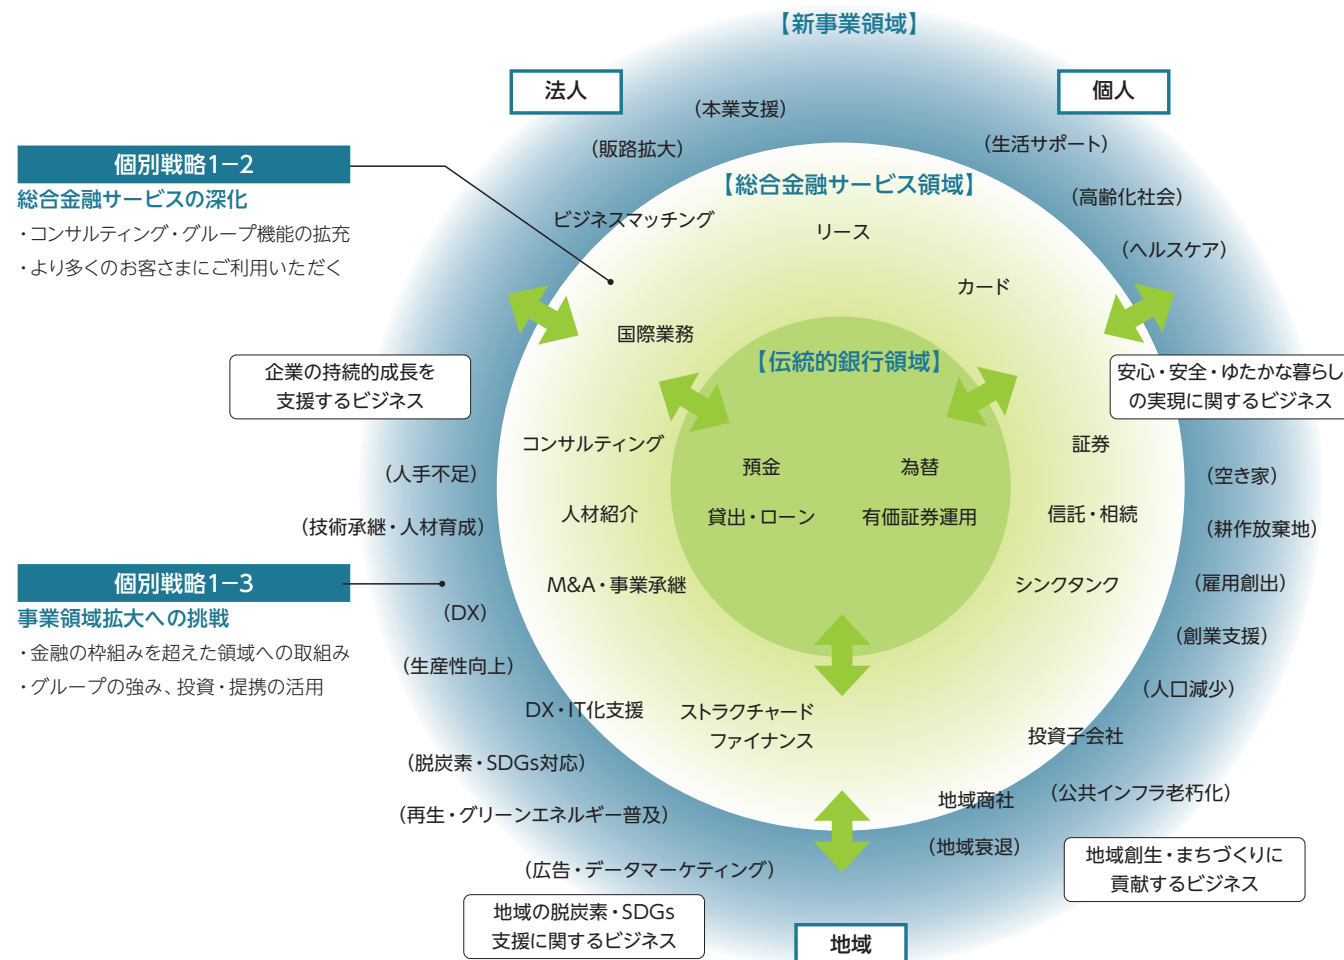 【新事業領域】
法人
個人
(本業支援)
(販路拡大)
(生活サポート)
個別戦略1-2
総合金融サービスの深化
・コンサルティング・グループ機能の拡充
・より多くのお客さまにご利用いただく
【総合金融サービス領域】
(高齢化社会)
ビジネスマッチング
リース
(ヘルスケア)
カード
国際業務
【伝統的銀行領域】
企業の持続的成長を
支援するビジネス
安心・安全・ゆたかな暮らし
の実現に関するビジネス
コンサルティング
証券
預金
為替
(人手不足)
(空き家)
人材紹介
貸出・ローン
有価証券運用
信託・相続
(技術承継・人材育成)
(耕作放棄地)
個別戦略1-3
事業領域拡大への挑戦
・金融の枠組みを超えた領域への取組み
・グループの強み、投資・提携の活用
M&A・事業承継
シンクタンク
(雇用創出)
(DX)
(創業支援)
(生産性向上)
(人口減少)
DX・IT化支援
ストラクチャード
ファイナンス
投資子会社
(脱炭素・SDGs対応)
地域商社
(公共インフラ老朽化)
(再生・グリーンエネルギー普及)
(地域衰退)
(広告・データマーケティング)
地域創生・まちづくりに
貢献するビジネス
地域の脱炭素・SDGs
支援に関するビジネス
地域